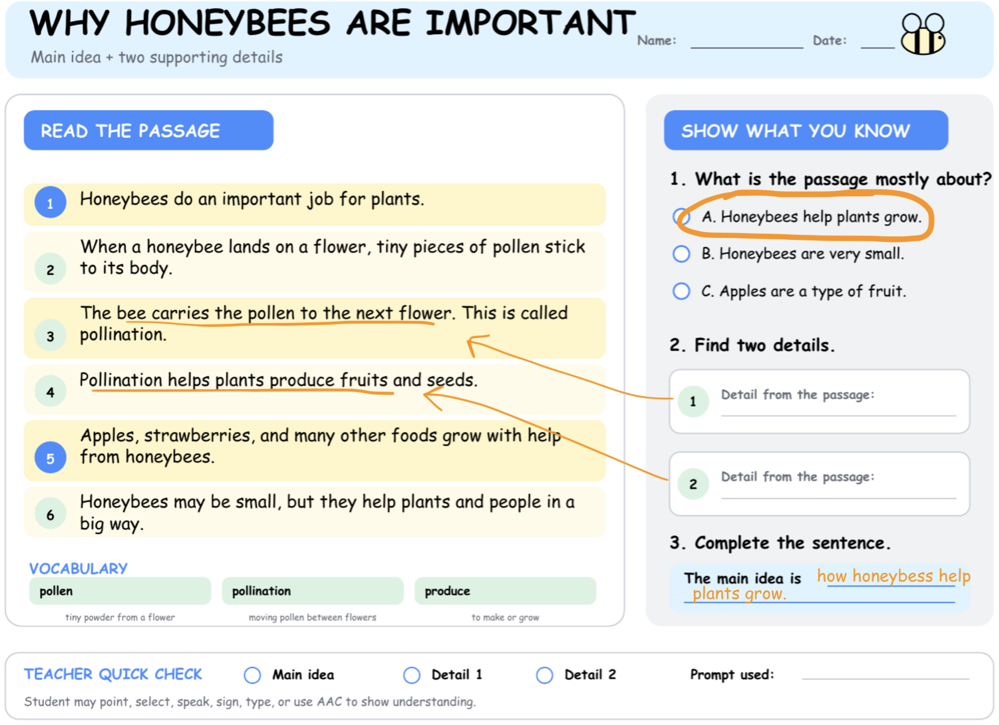 WHY HONEYBEES ARE IMPORTANT
Name: Date:
Main idea + two supporting details
READ THE PASSAGE
1 Honeybees do an important job for plants.
2 When a honeybee lands on a flower, tiny pieces of pollen stick
to its body.
3 The bee carries the pollen to the next flower. This is called
pollination.
4 Pollination helps plants produce fruits and seeds.
5 Apples, strawberries, and many other foods grow with help
from honeybees.
6 Honeybees may be small, but they help plants and people in a
big way.
VOCABULARY
pollen
tiny powder from a flower
pollination
moving pollen between flowers
produce
to make or grow
SHOW WHAT YOU KNOW
1. What is the passage mostly about?
A. Honeybees help plants grow.
B. Honeybees are very small.
C. Apples are a type of fruit.
2. Find two details.
1 Detail from the passage:
2 Detail from the passage:
3. Complete the sentence.
The main idea is how honeybess help
plants grow.
TEACHER QUICK CHECK Main idea Detail 1 Detail 2 Prompt used:
Student may point, select, speak, sign, type, or use AAC to show understanding.